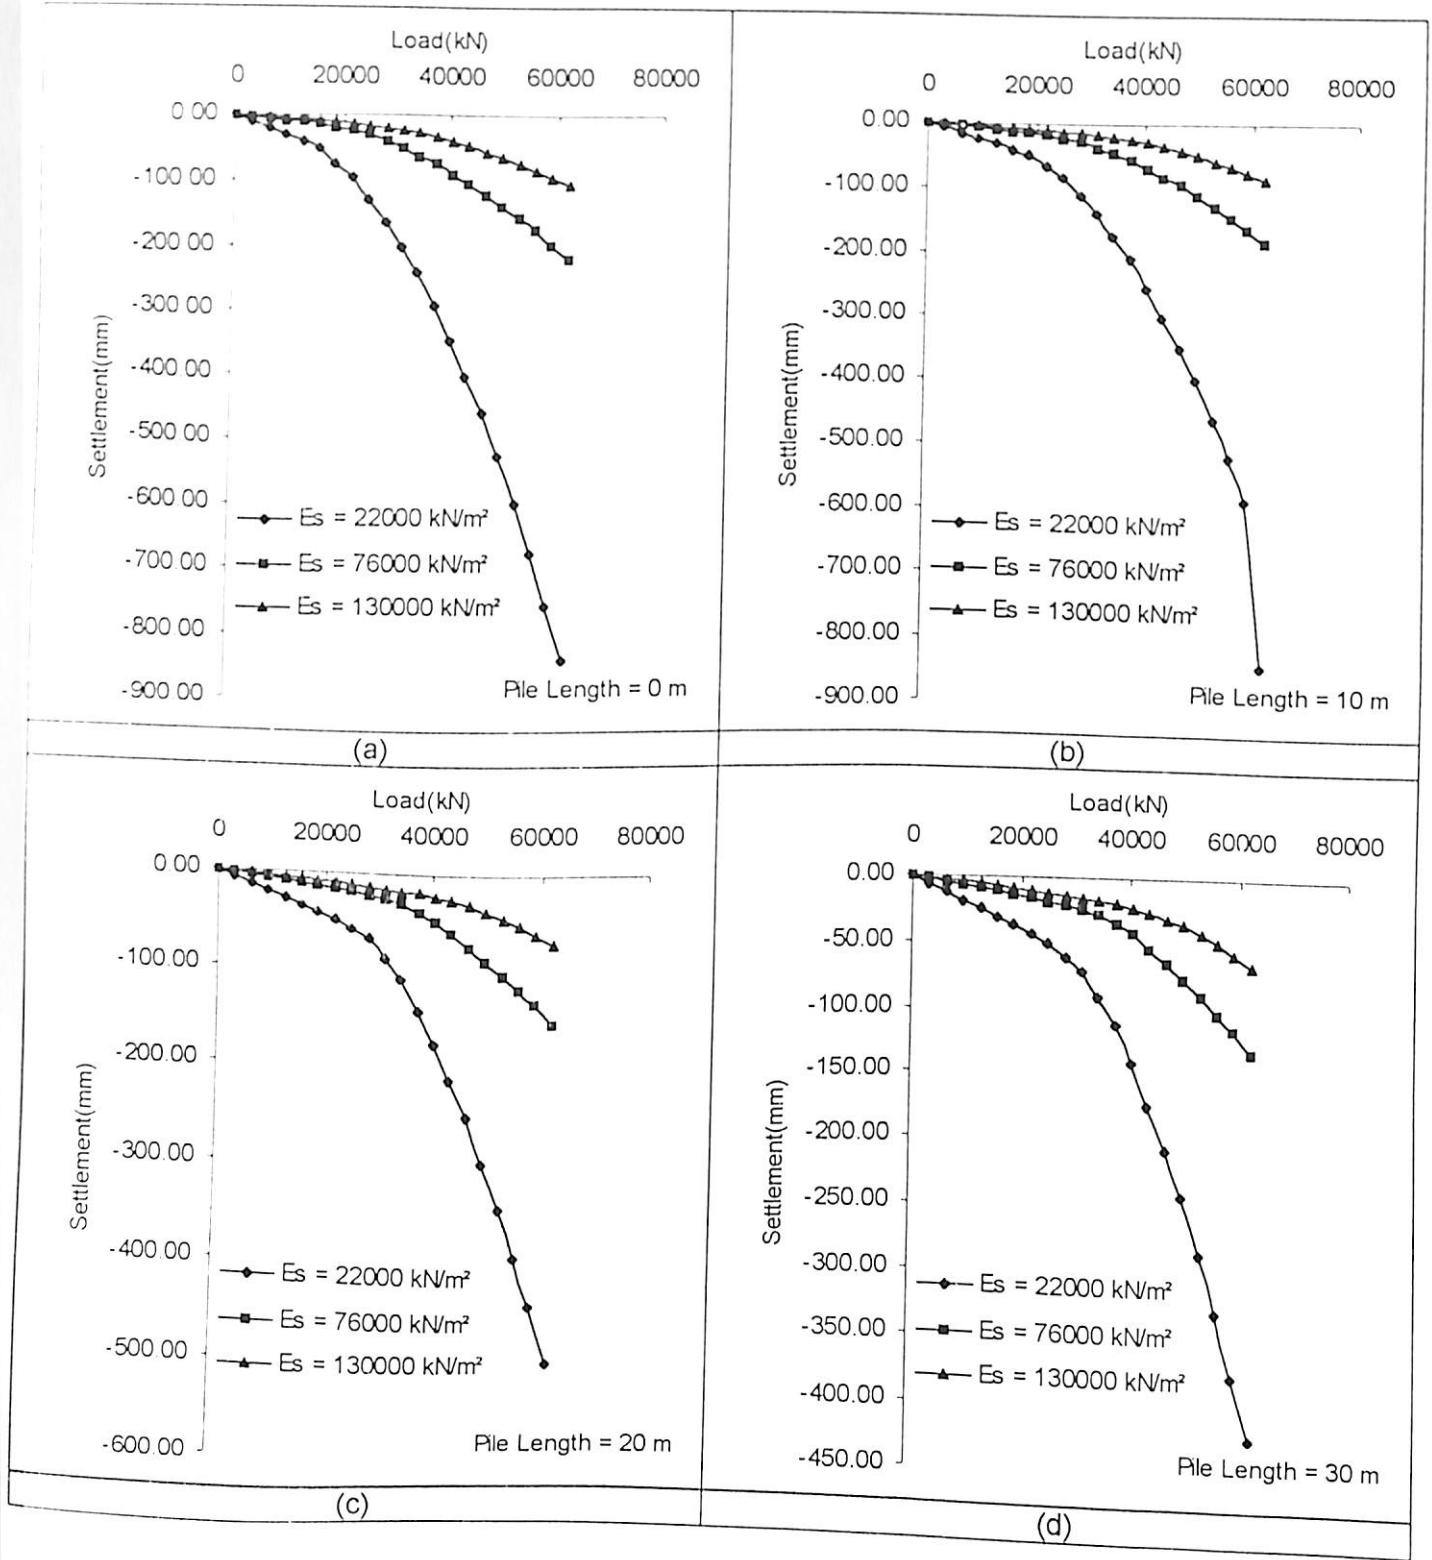 Load(kN)
0 20000 40000 60000 80000
0 00
-100 00
-200 00
-300 00
-400 00
-500 00
-600 00
-700 00
-800 00
-900 00
Settlement(mm)
Es = 22000 kN/m²
Es = 76000 kN/m²
Es = 130000 kN/m²
Pile Length = 0 m
(a)
Load(kN)
0 20000 40000 60000 80000
0.00
-100.00
-200.00
-300.00
-400.00
-500.00
-600.00
-700.00
-800.00
-900.00
Settlement(mm)
Es = 22000 kN/m²
Es = 76000 kN/m²
Es = 130000 kN/m²
Pile Length = 10 m
(b)
Load(kN)
0 20000 40000 60000 80000
0.00
-100.00
-200.00
-300.00
-400.00
-500.00
-600.00
Settlement(mm)
Es = 22000 kN/m²
Es = 76000 kN/m²
Es = 130000 kN/m²
Pile Length = 20 m
(c)
Load(kN)
0 20000 40000 60000 80000
0.00
-50.00
-100.00
-150.00
-200.00
-250.00
-300.00
-350.00
-400.00
-450.00
Settlement(mm)
Es = 22000 kN/m²
Es = 76000 kN/m²
Es = 130000 kN/m²
Pile Length = 30 m
(d)